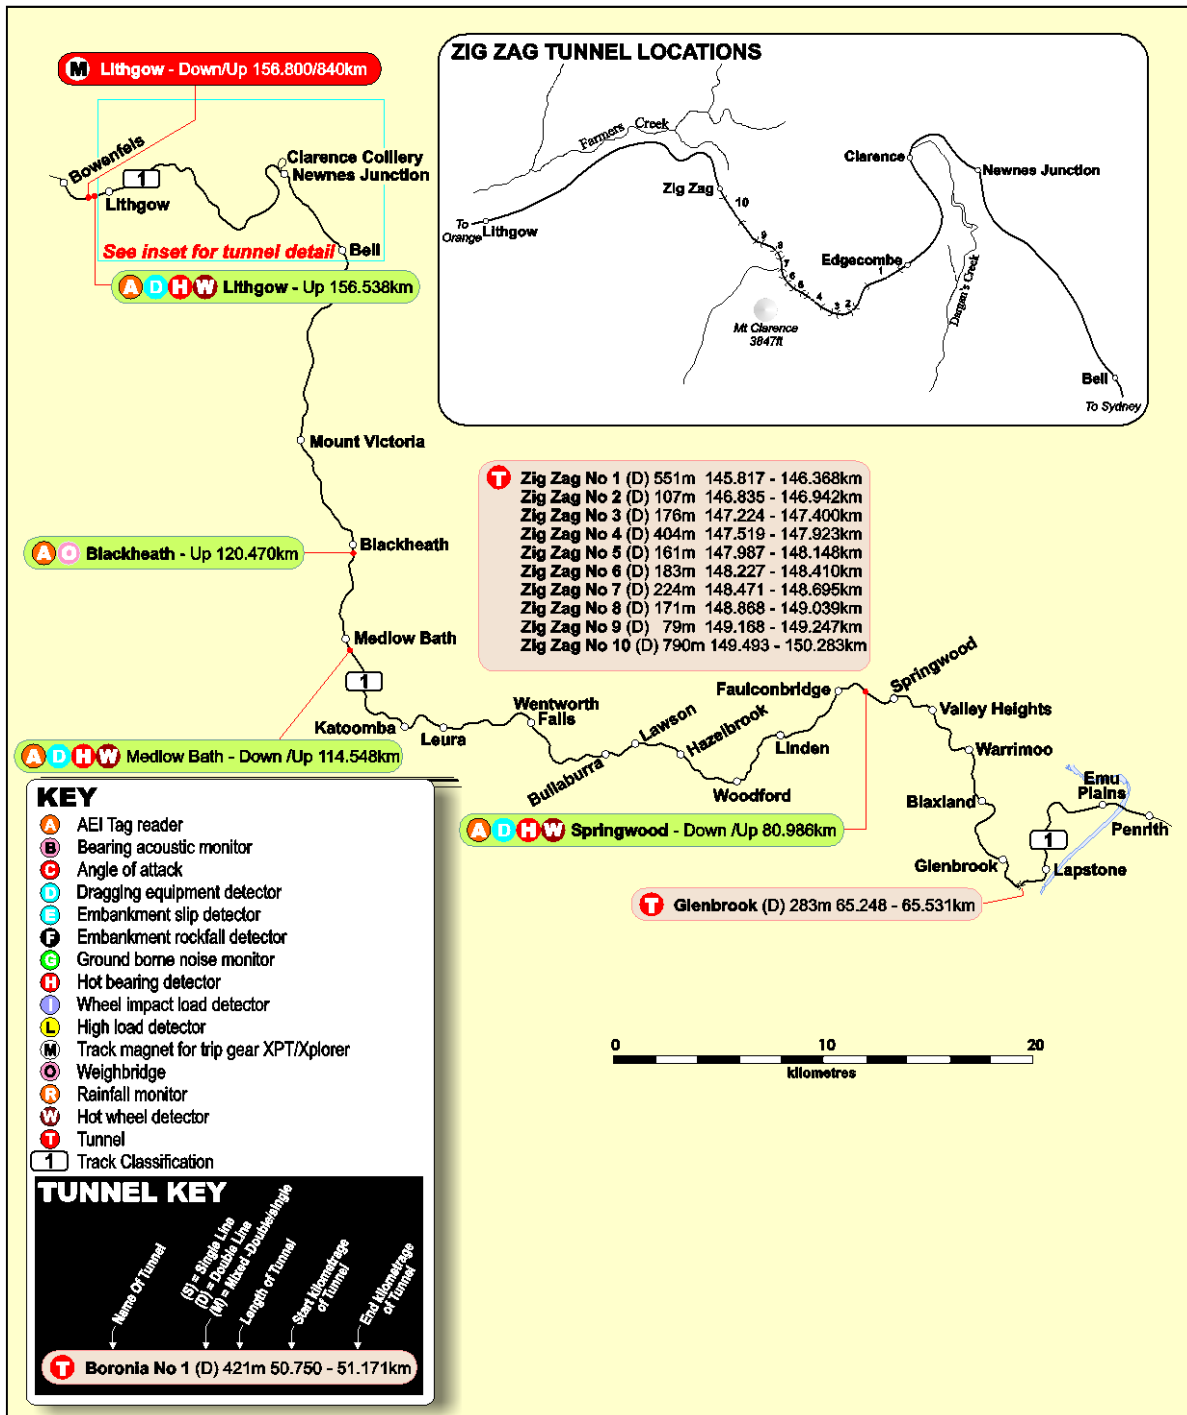 M Lithgow - Down/Up 156.800/840km
ZIG ZAG TUNNEL LOCATIONS
Farmers Creek
Clarence
Newnes Junction
Zig Zag
10
To Orange
Lithgow
9
8
7
6
5
4
3
2
Edgecombe
1
Mt Clarence
3847ft
Dargan's Creek
Bell
To Sydney
Bowenfels
Clarence Colliery
Newnes Junction
1
Lithgow
See inset for tunnel detail
Bell
A D H W Lithgow - Up 156.538km
Mount Victoria
T Zig Zag No 1 (D) 551m 145.817 - 146.368km
Zig Zag No 2 (D) 107m 146.835 - 146.942km
Zig Zag No 3 (D) 176m 147.224 - 147.400km
Zig Zag No 4 (D) 404m 147.519 - 147.923km
Zig Zag No 5 (D) 161m 147.987 - 148.148km
Zig Zag No 6 (D) 183m 148.227 - 148.410km
Zig Zag No 7 (D) 224m 148.471 - 148.695km
Zig Zag No 8 (D) 171m 148.868 - 149.039km
Zig Zag No 9 (D) 79m 149.168 - 149.247km
Zig Zag No 10 (D) 790m 149.493 - 150.283km
Blackheath
A O Blackheath - Up 120.470km
Medlow Bath
1
Katoomba
Leura
Wentworth
Falls
Bullaburra
Lawson
Hazelbrook
Woodford
Linden
Faulconbridge
Springwood
Valley Heights
Warrimoo
Blaxland
Glenbrook
1
Lapstone
Emu
Plains
Penrith
A D H W Medlow Bath - Down /Up 114.548km
A D H W Springwood - Down /Up 80.986km
T Glenbrook (D) 283m 65.248 - 65.531km
0 10 20
kilometres
KEY
A AEI Tag reader
B Bearing acoustic monitor
C Angle of attack
D Dragging equipment detector
E Embankment slip detector
F Embankment rockfall detector
G Ground borne noise monitor
H Hot bearing detector
I Wheel impact load detector
L High load detector
M Track magnet for trip gear XPT/Xplorer
O Weighbridge
R Rainfall monitor
W Hot wheel detector
T Tunnel
1 Track Classification
TUNNEL KEY
Name Of Tunnel
(S) = Single Line
(D) = Double Line
(M) = Mixed -Double/single
Length of Tunnel
Start kilometrage
of Tunnel
End kilometrage
of Tunnel
T Boronia No 1 (D) 421m 50.750 - 51.171km